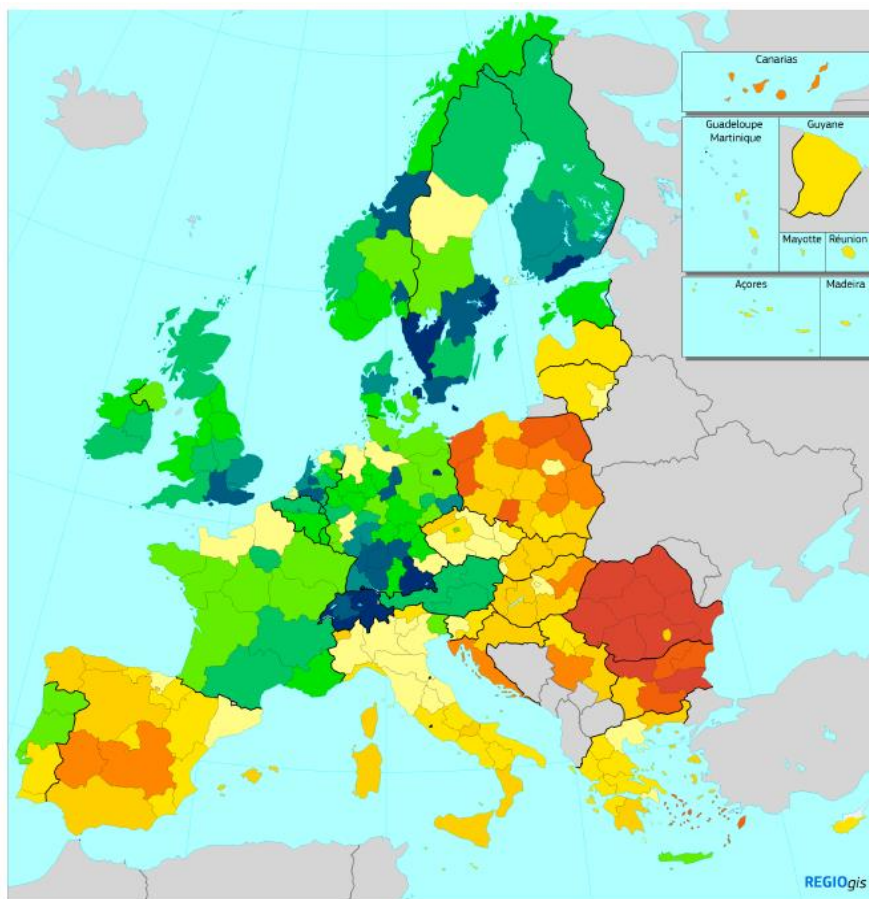 Canarias
Guadeloupe
Martinique
Guyane
Mayotte
Réunion
Açores
Madeira
REGIOgis